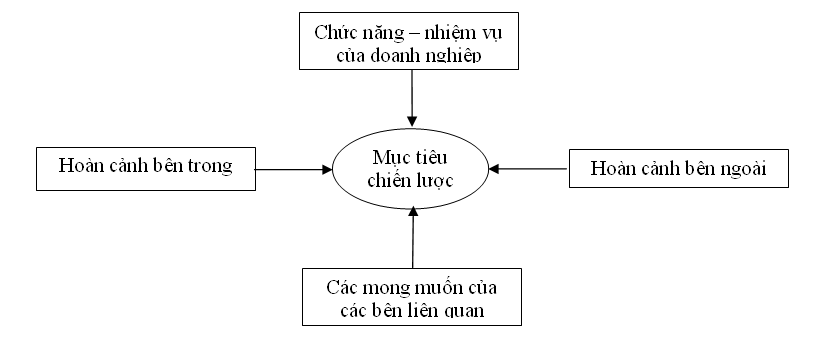 Chức năng – nhiệm vụ
của doanh nghiệp
Hoàn cảnh bên trong
Mục tiêu
chiến lược
Hoàn cảnh bên ngoài
Các mong muốn của
các bên liên quan